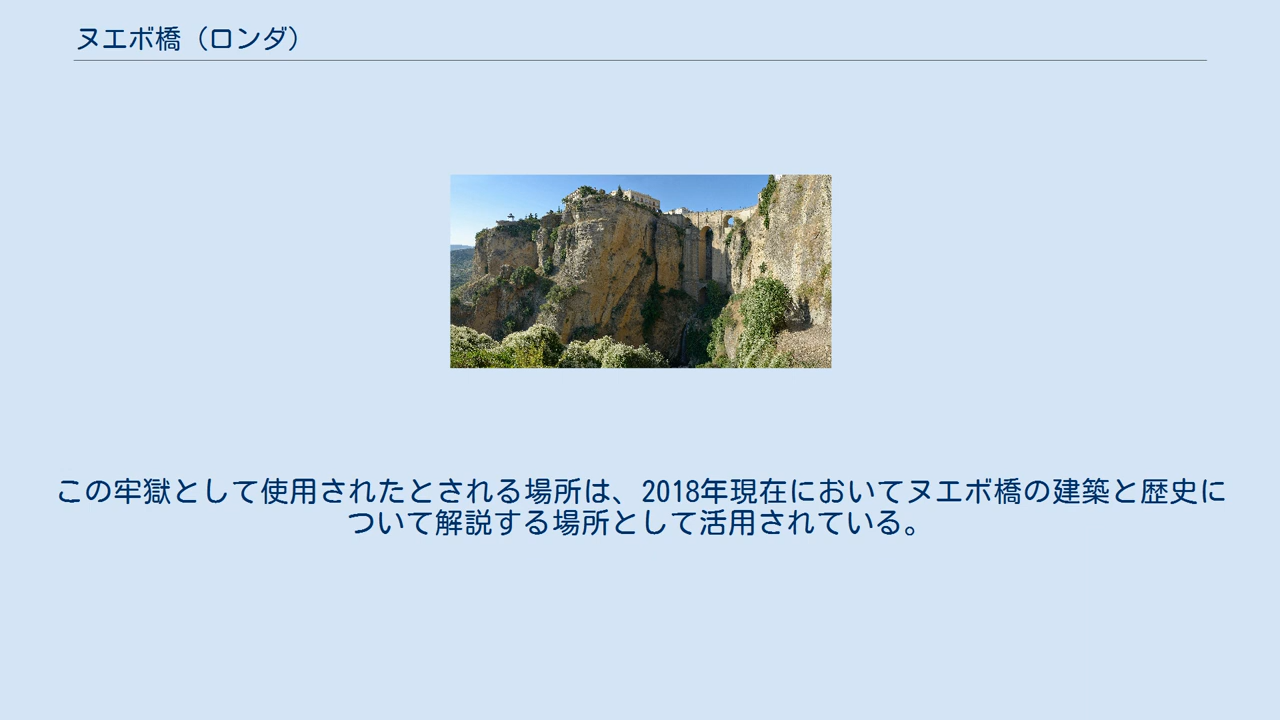 ヌエボ橋（ロンダ）
この牢獄として使用されたとされる場所は、2018年現在においてヌエボ橋の建築と歴史に
ついて解説する場所として活用されている。